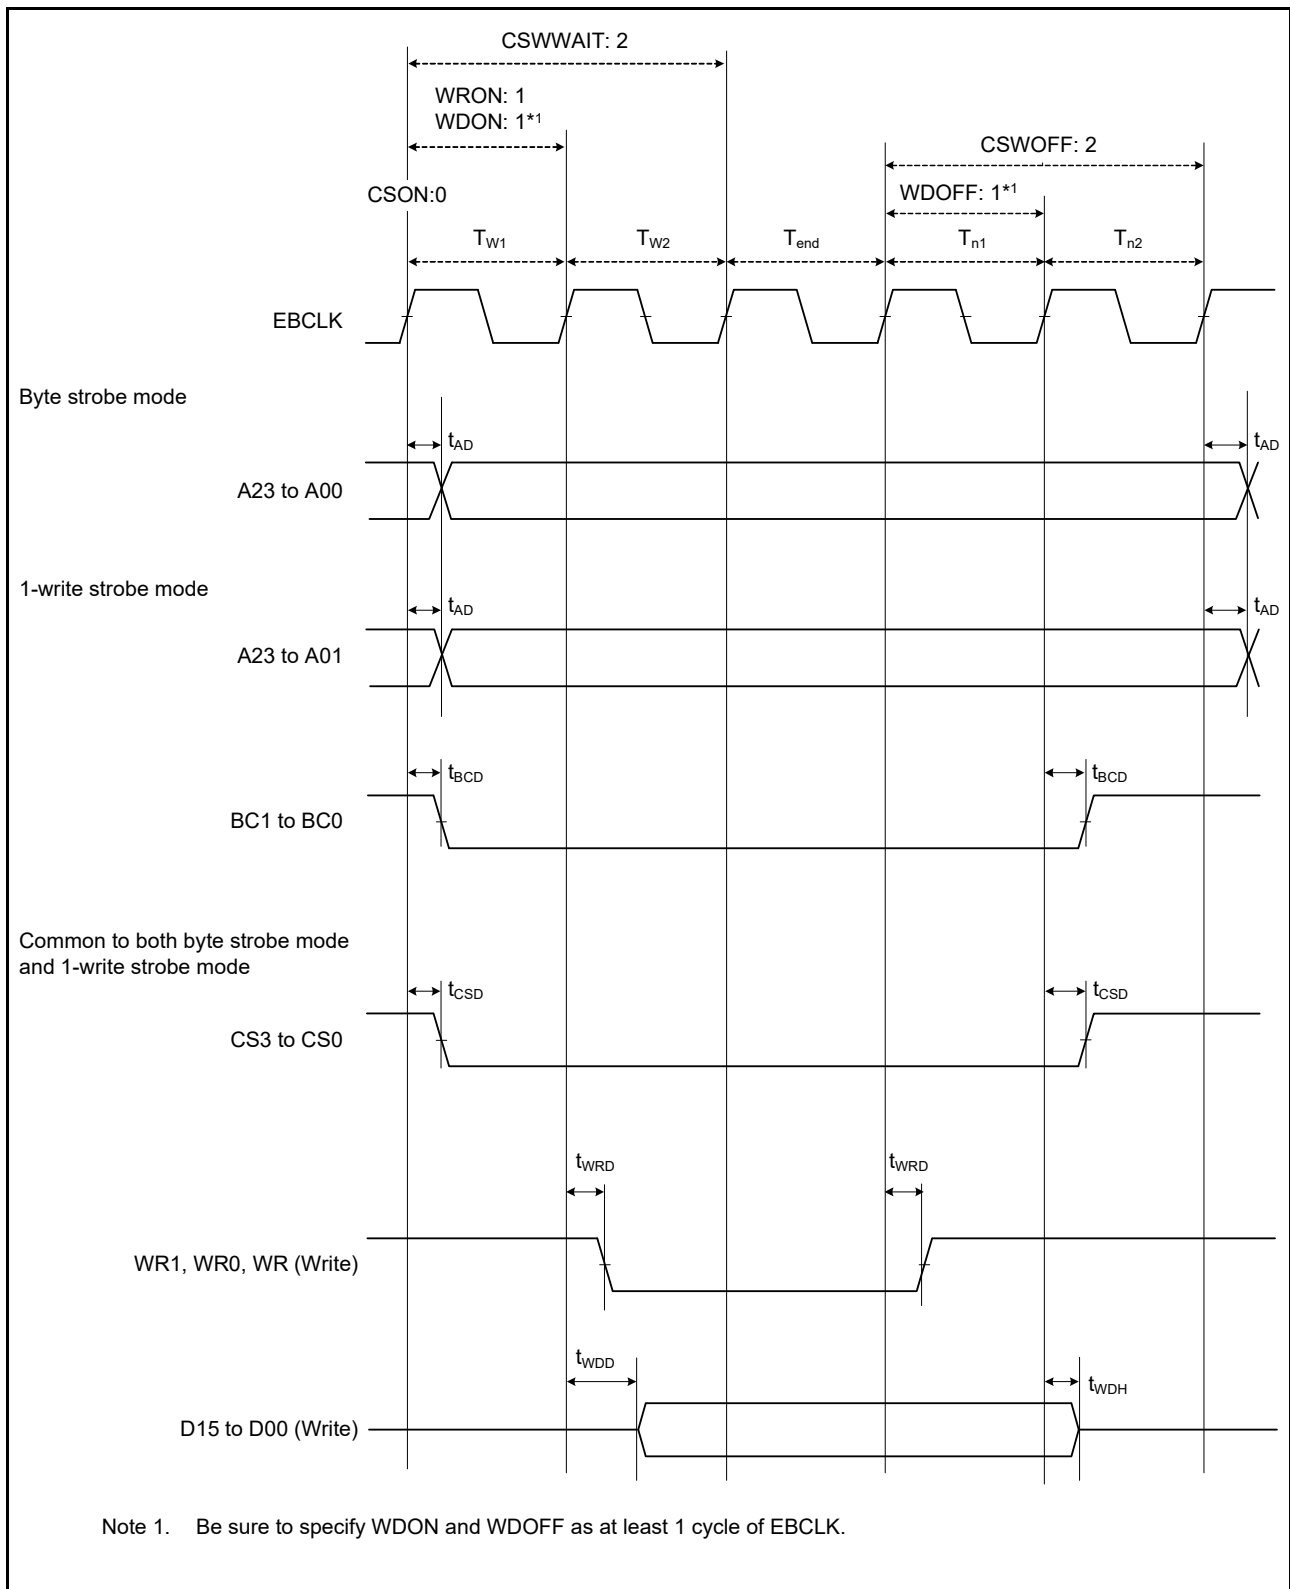 CSWWAIT: 2
WRON: 1
WDON: 1*1
CSWOFF: 2
CSON:0
WDOFF: 1*1
TW1 TW2 Tend Tn1 Tn2
EBCLK
Byte strobe mode
tAD tAD
A23 to A00
1-write strobe mode
tAD tAD
A23 to A01
tBCD tBCD
BC1 to BC0
Common to both byte strobe mode
and 1-write strobe mode
tCSD tCSD
CS3 to CS0
tWRD tWRD
WR1, WR0, WR (Write)
tWDD tWDH
D15 to D00 (Write)
Note 1. Be sure to specify WDON and WDOFF as at least 1 cycle of EBCLK.